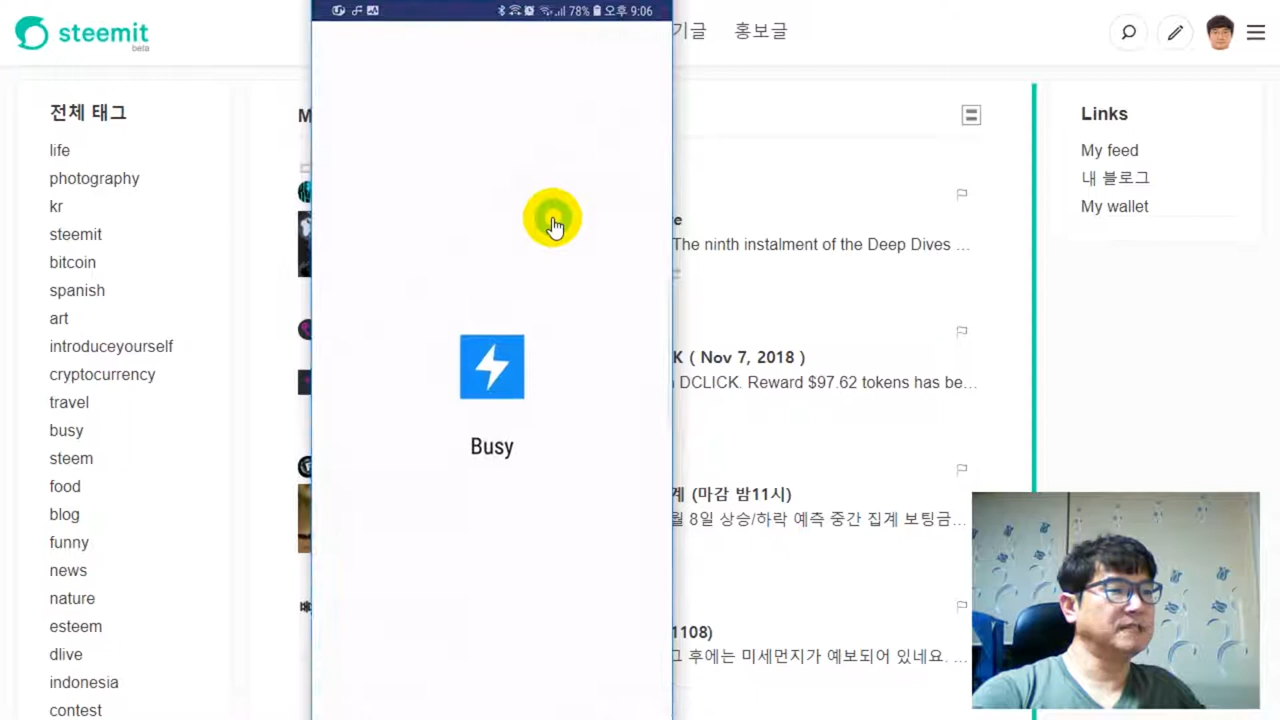 steemit
beta
기글 홍보글
78% 오후 9:06
전체 태그
life
photography
kr
steemit
bitcoin
spanish
art
introduceyourself
cryptocurrency
travel
busy
steem
food
blog
funny
news
nature
esteem
dlive
indonesia
contest
M
Busy
e
The ninth instalment of the Deep Dives …
K ( Nov 7, 2018 )
DCLICK. Reward $97.62 tokens has be…
계 (마감 밤11시)
월 8일 상승/하락 예측 중간 집계 보팅금…
1108)
그 후에는 미세먼지가 예보되어 있네요. …
Links
My feed
내 블로그
My wallet